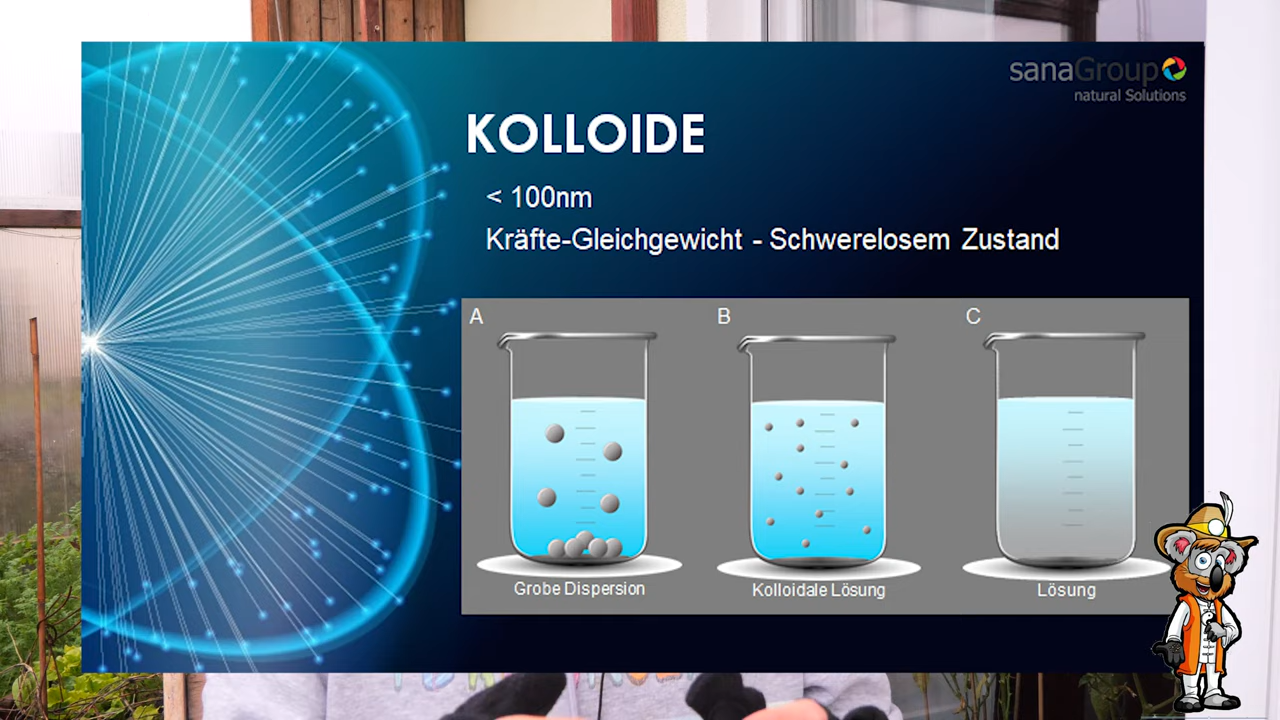 sanaGroup
natural Solutions
KOLLOIDE
< 100nm
Kräfte-Gleichgewicht - Schwerelosem Zustand
A
B
C
Grobe Dispersion
Kolloidale Lösung
Lösung